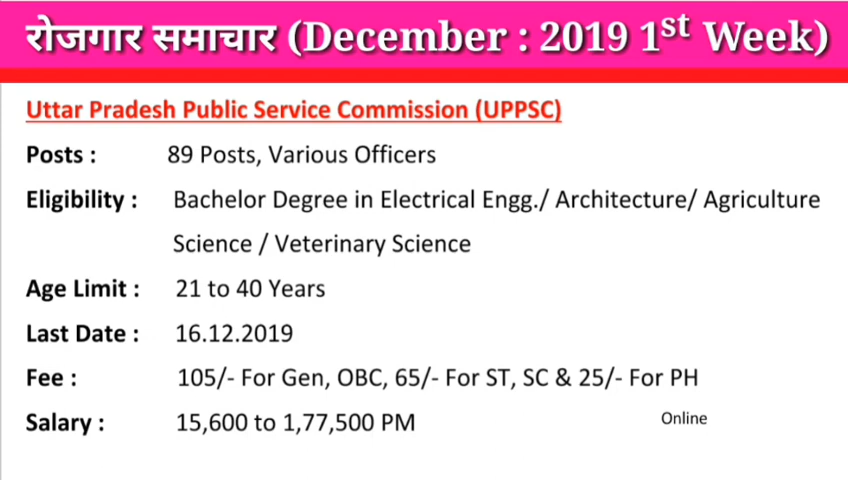 रोजगार समाचार (December : 2019 1st Week)
Uttar Pradesh Public Service Commission (UPPSC)
Posts : 89 Posts, Various Officers
Eligibility : Bachelor Degree in Electrical Engg./ Architecture/ Agriculture
Science / Veterinary Science
Age Limit : 21 to 40 Years
Last Date : 16.12.2019
Fee : 105/- For Gen, OBC, 65/- For ST, SC & 25/- For PH
Salary : 15,600 to 1,77,500 PM Online